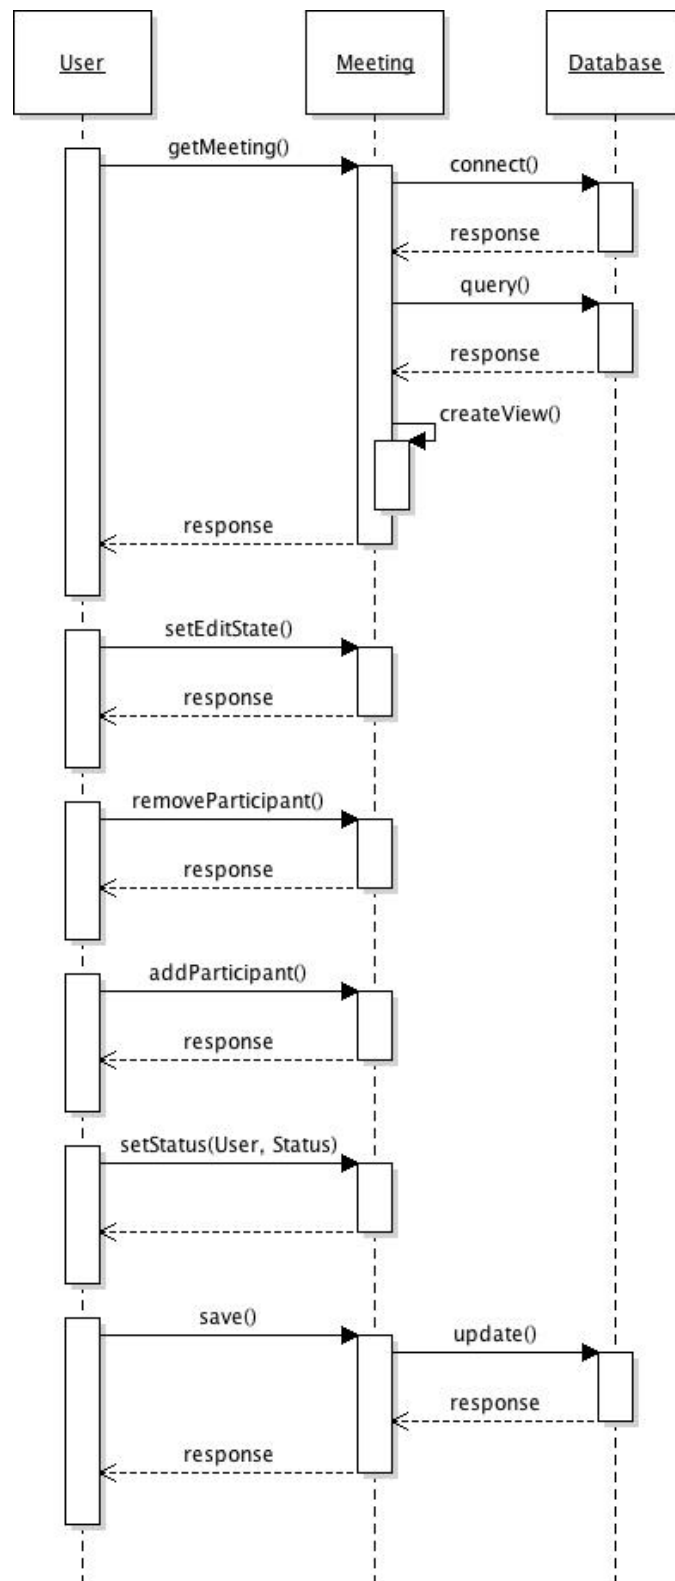 User
Meeting
Database
getMeeting()
connect()
response
query()
response
createView()
response
setEditState()
response
removeParticipant()
response
addParticipant()
response
setStatus(User, Status)
save()
update()
response
response